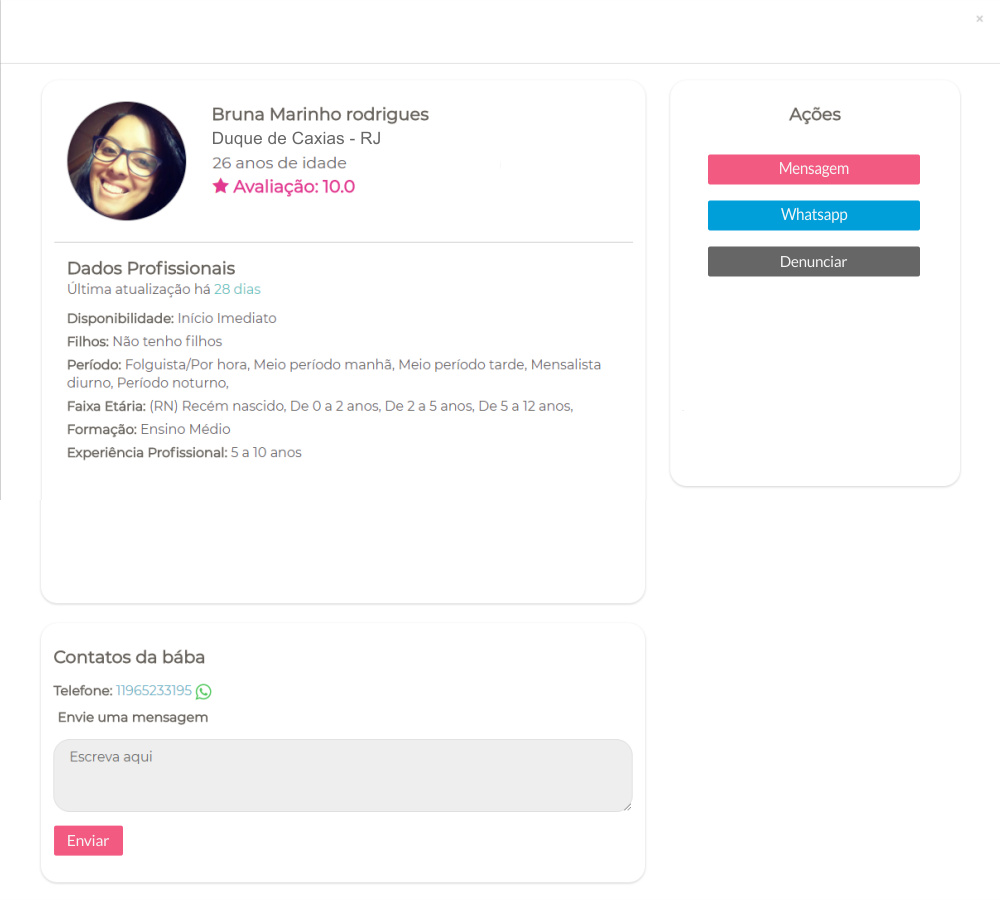 ×
Bruna Marinho rodrigues
Duque de Caxias - RJ
26 anos de idade
Avaliação: 10.0
Dados Profissionais
Última atualização há 28 dias
Disponibilidade: Início Imediato
Filhos: Não tenho filhos
Período: Folguista/Por hora, Meio período manhã, Meio período tarde, Mensalista
diurno, Período noturno,
Faixa Etária: (RN) Recém nascido, De 0 a 2 anos, De 2 a 5 anos, De 5 a 12 anos,
Formação: Ensino Médio
Experiência Profissional: 5 a 10 anos
Ações
Mensagem
Whatsapp
Denunciar
Contatos da bába
Telefone: 11965233195
Envie uma mensagem
Escreva aqui
Enviar